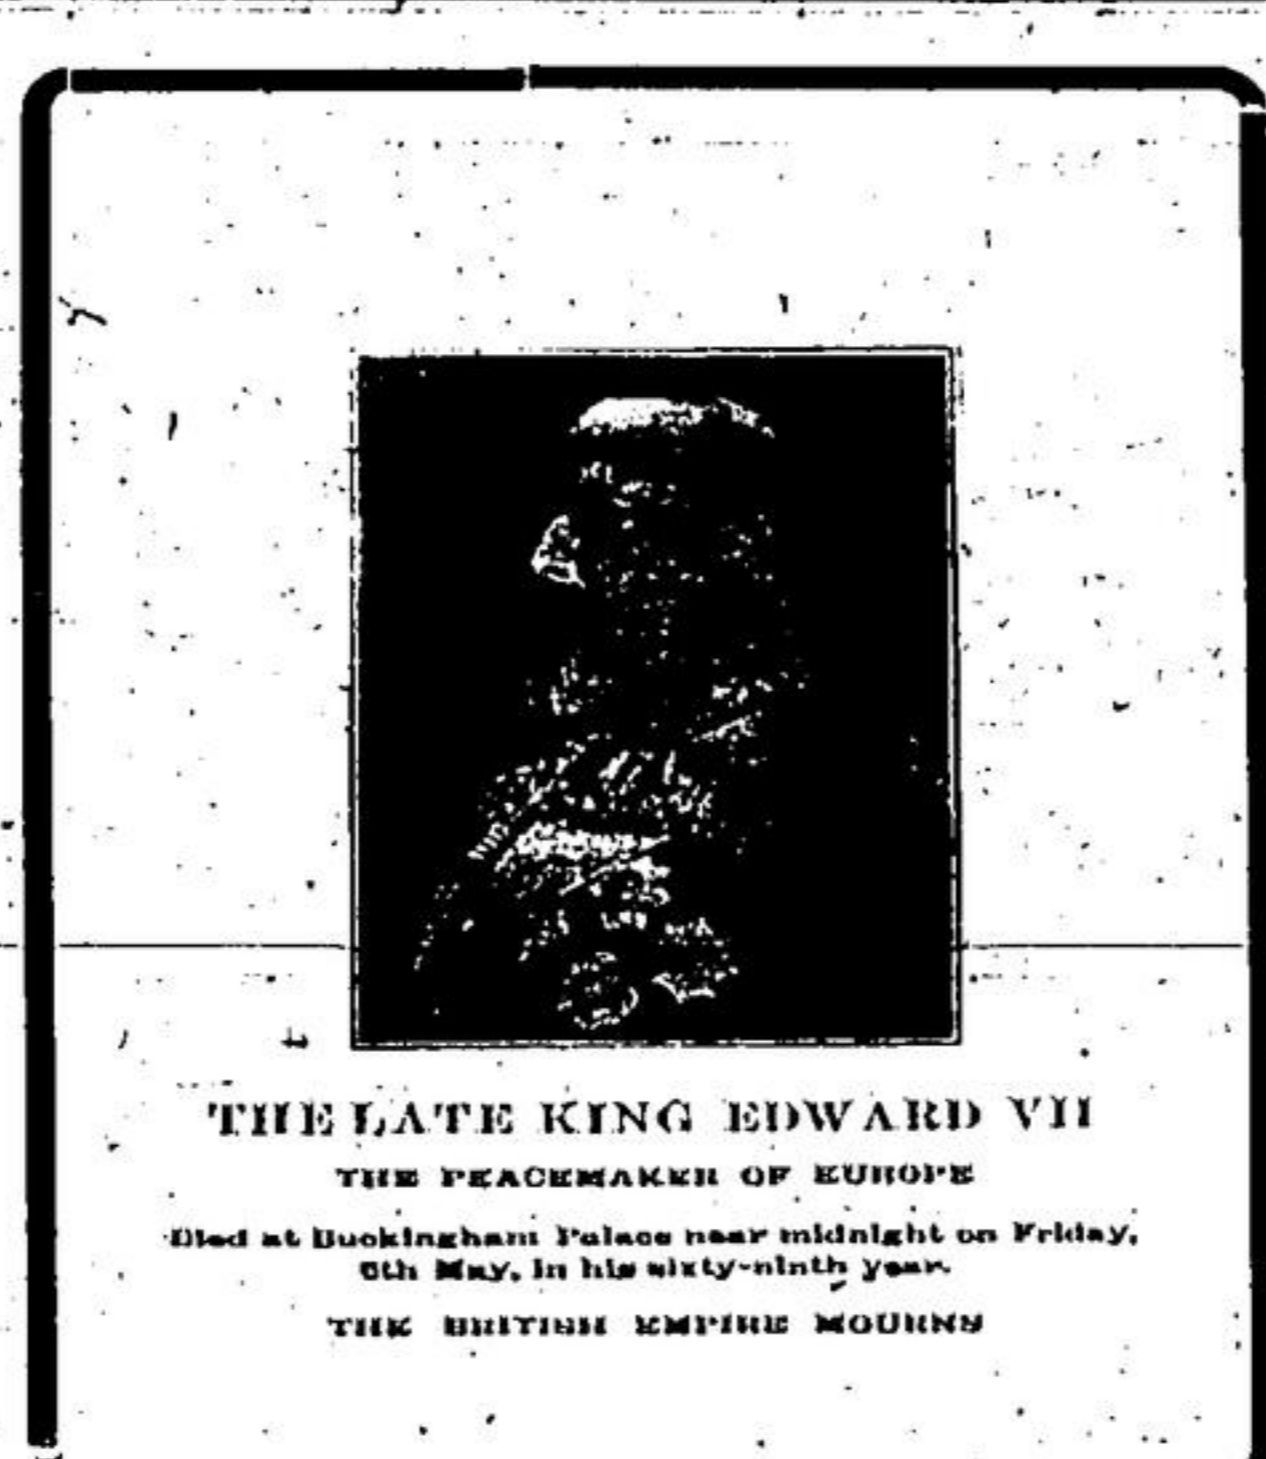 THE LATE KING EDWARD VII
THE PEACEMAKER OF EUROPE
Died at Buckingham Palace near midnight on Friday,
6th May, in his sixty-ninth year.
THE BRITISH EMPIRE MOURNS